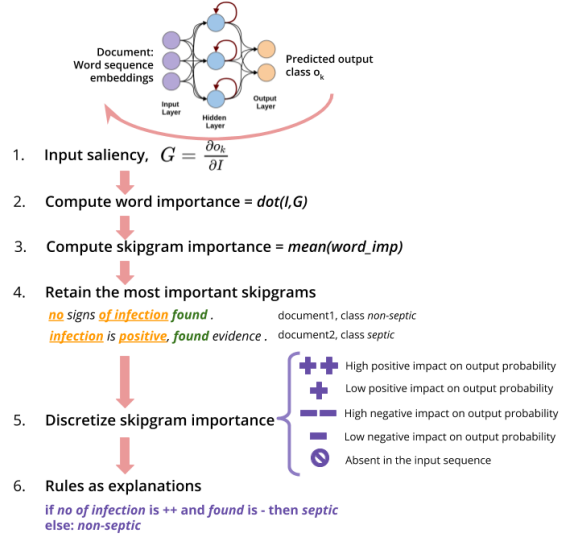 Document:
Word sequence
embeddings
Predicted output
class o_k
Input
Layer
Hidden
Layer
Output
Layer
1. Input saliency, G = ∂o_k / ∂I
2. Compute word importance = dot(I,G)
3. Compute skipgram importance = mean(word_imp)
4. Retain the most important skipgrams
no signs of infection found . document1, class non-septic
infection is positive, found evidence . document2, class septic
++ High positive impact on output probability
+ Low positive impact on output probability
-- High negative impact on output probability
- Low negative impact on output probability
Absent in the input sequence
5. Discretize skipgram importance
6. Rules as explanations
if no of infection is ++ and found is - then septic
else: non-septic